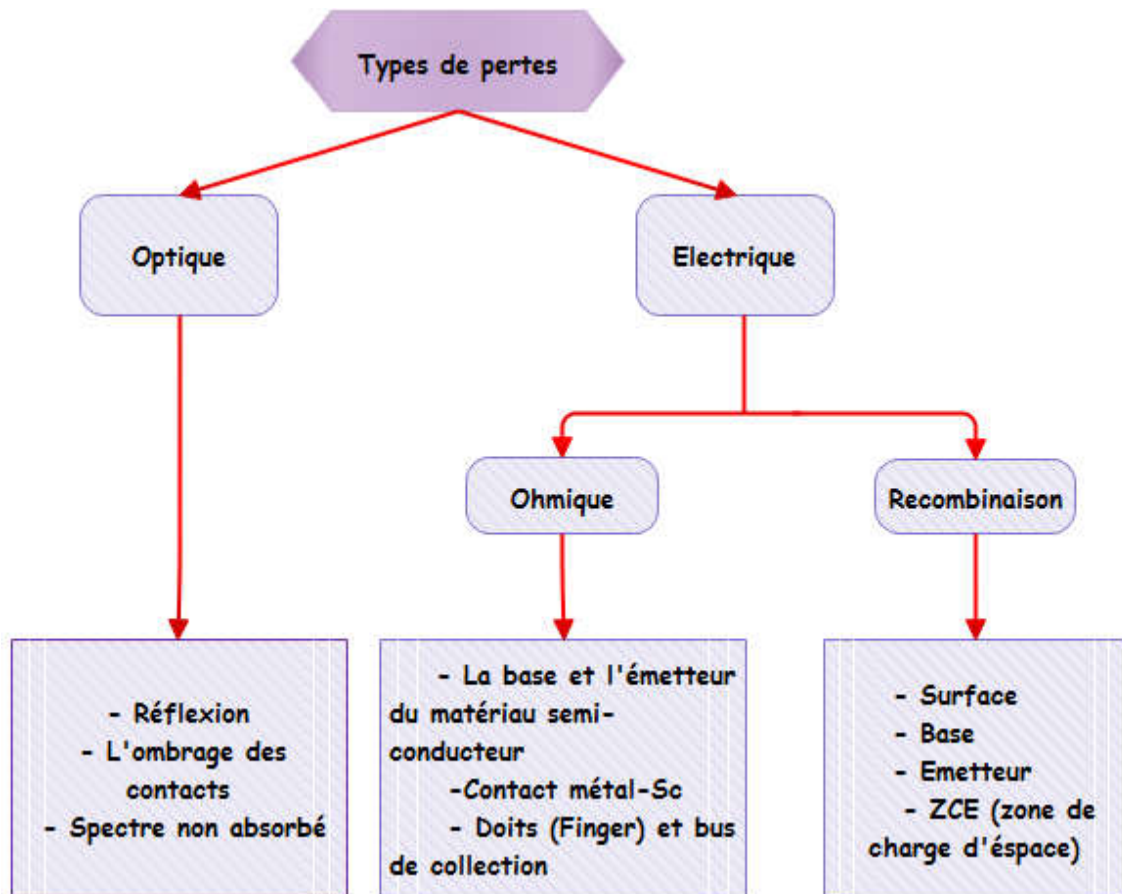 Types de pertes
Optique
Electrique
Ohmique
Recombinaison
- Réflexion
- L'ombrage des
contacts
- Spectre non absorbé
- La base et l'émetteur
du matériau semi-
conducteur
-Contact métal-Sc
- Doits (Finger) et bus
de collection
- Surface
- Base
- Emetteur
- ZCE (zone de
charge d'éspace)